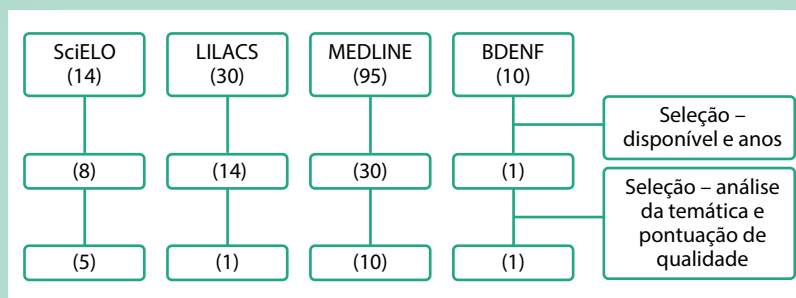 SciELO
(14)
LILACS
(30)
MEDLINE
(95)
BDENF
(10)
Seleção –
disponível e anos
(8)
(14)
(30)
(1)
Seleção – análise
da temática e
pontuação de
qualidade
(5)
(1)
(10)
(1)